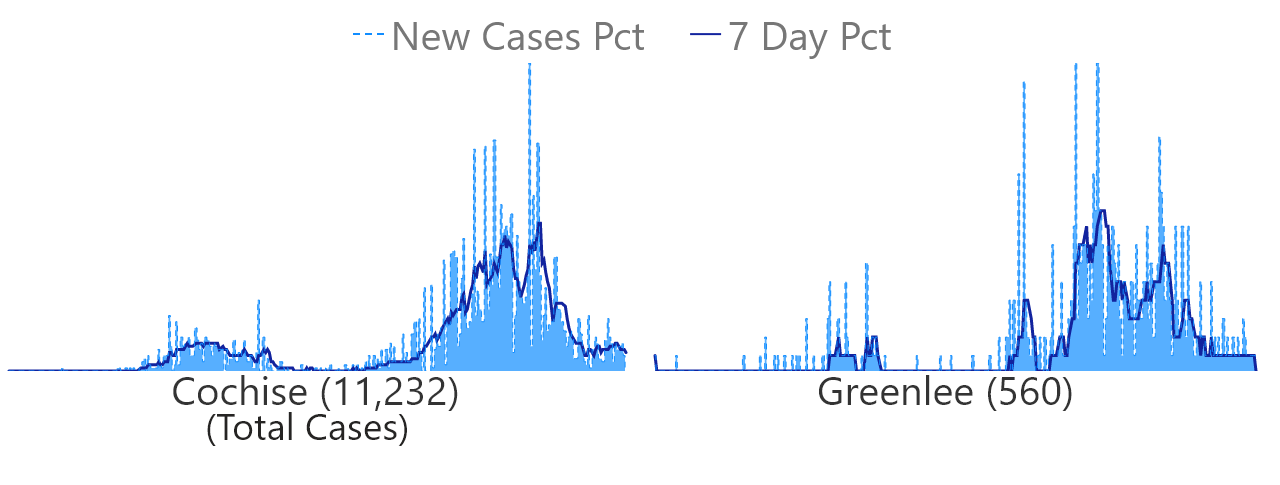 New Cases Pct 7 Day Pct
Cochise (11,232)
(Total Cases)
Greenlee (560)